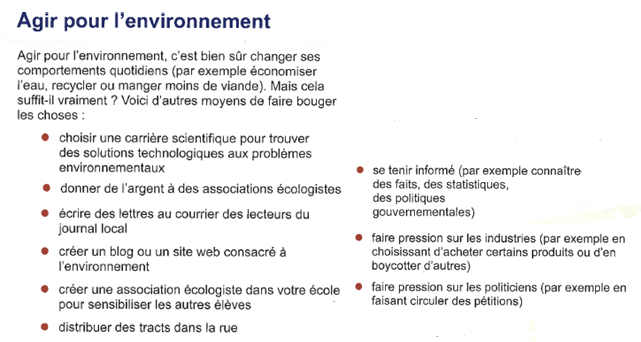 Agir pour l'environnement
Agir pour l'environnement, c'est bien sûr changer ses
comportements quotidiens (par exemple économiser
l'eau, recycler ou manger moins de viande). Mais cela
suffit-il vraiment ? Voici d'autres moyens de faire bouger
les choses :
• choisir une carrière scientifique pour trouver
des solutions technologiques aux problèmes
environnementaux
• donner de l'argent à des associations écologistes
• écrire des lettres au courrier des lecteurs du
journal local
• créer un blog ou un site web consacré à
l'environnement
• créer une association écologiste dans votre école
pour sensibiliser les autres élèves
• distribuer des tracts dans la rue
• se tenir informé (par exemple connaître
des faits, des statistiques,
des politiques
gouvernementales)
• faire pression sur les industries (par exemple en
choisissant d'acheter certains produits ou d'en
boycotter d'autres)
• faire pression sur les politiciens (par exemple en
faisant circuler des pétitions)